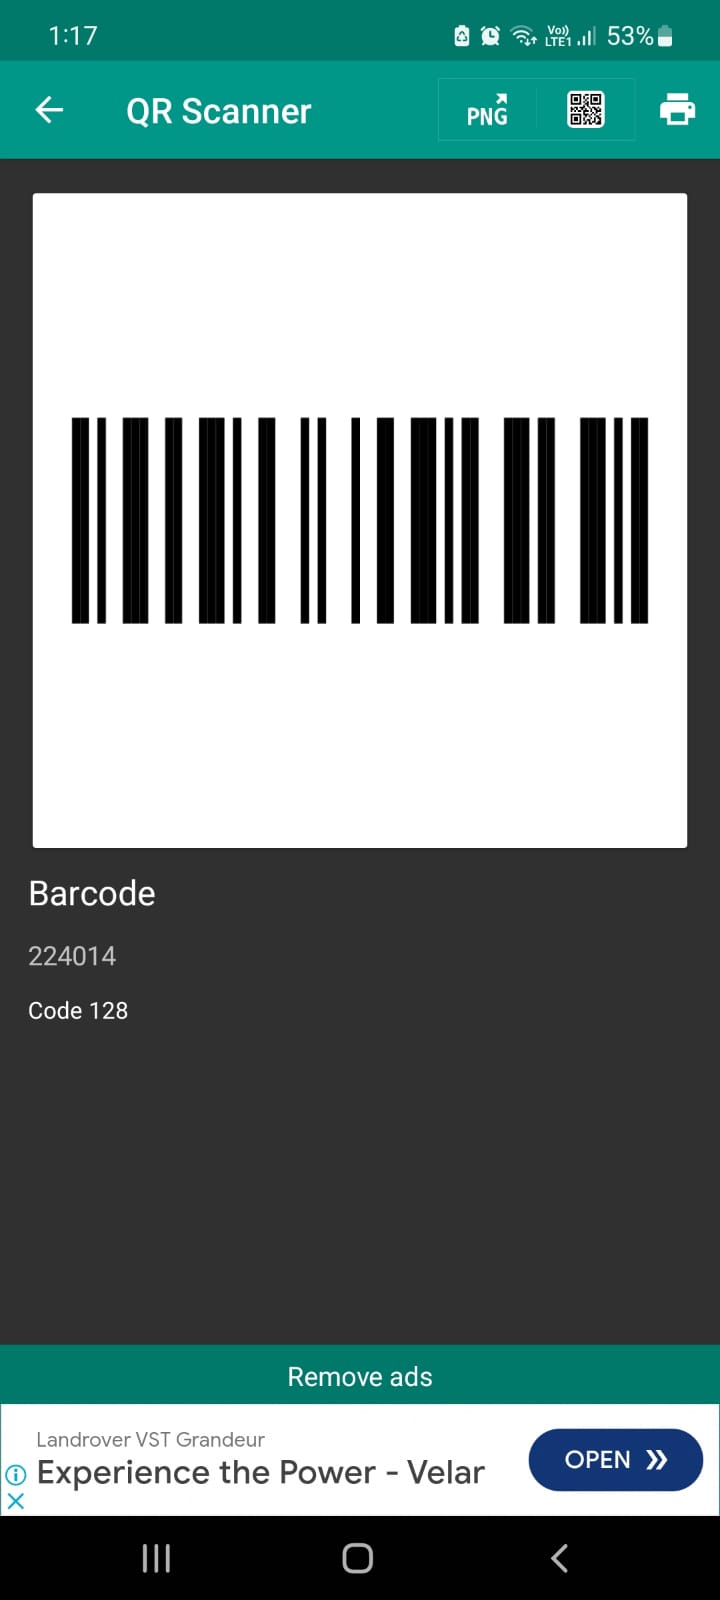 1:17
Vo))
LTE1
53%
QR Scanner
PNG
Barcode
224014
Code 128
Remove ads
Landrover VST Grandeur
Experience the Power - Velar
OPEN